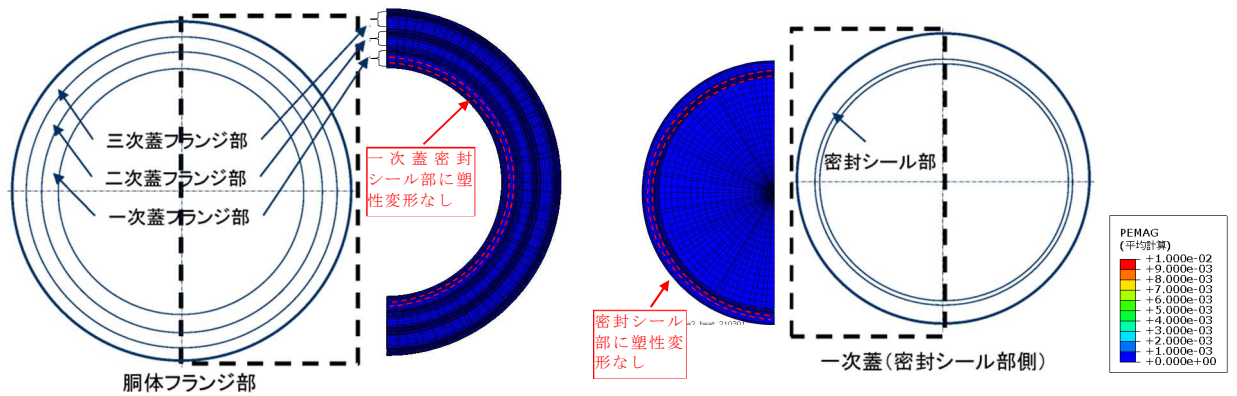 三次蓋フランジ部
二次蓋フランジ部
一次蓋フランジ部
胴体フランジ部
一次蓋密封
シール部に塑
性変形なし
密封シール
部に塑性変
形なし
密封シール部
一次蓋(密封シール部側)
PEMAG
(平均計算)
+1.000e-02
+9.000e-03
+8.000e-03
+7.000e-03
+6.000e-03
+5.000e-03
+4.000e-03
+3.000e-03
+2.000e-03
+1.000e-03
+0.000e+00